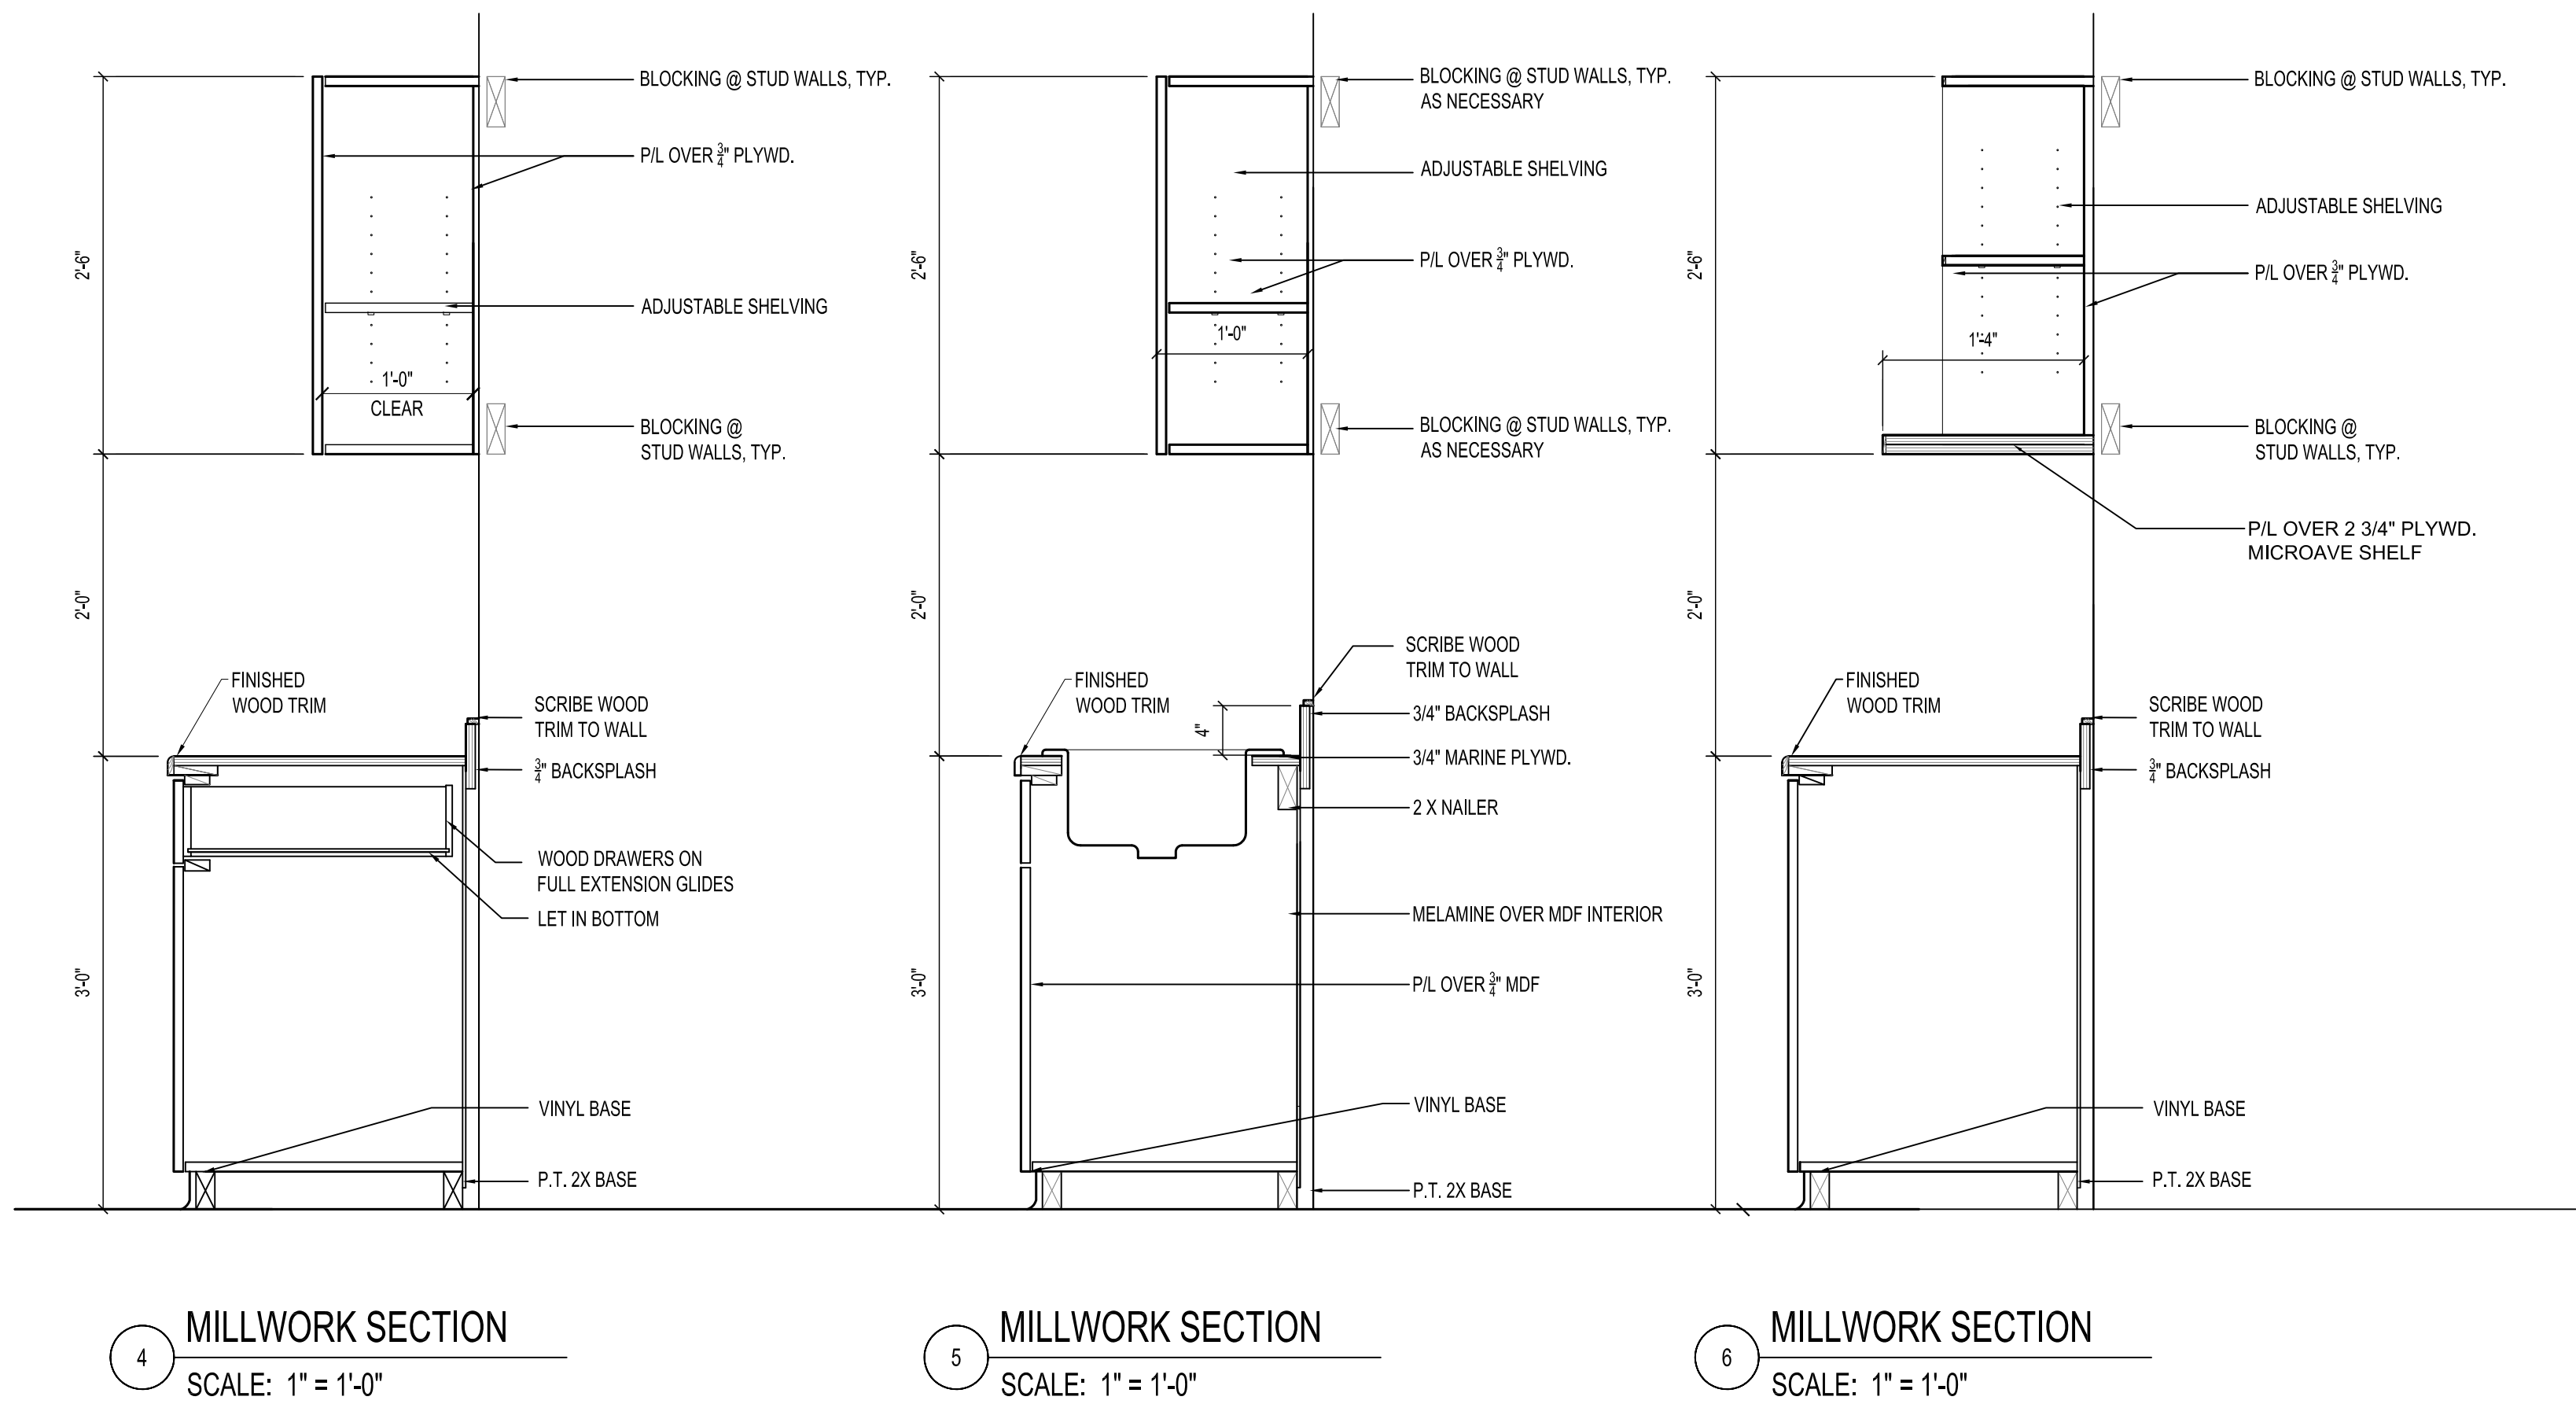 BLOCKING @ STUD WALLS, TYP.
P/L OVER 3/4" PLYWD.
2'-6"
ADJUSTABLE SHELVING
1'-0"
CLEAR
BLOCKING @
STUD WALLS, TYP.
2'-0"
FINISHED
WOOD TRIM
SCRIBE WOOD
TRIM TO WALL
3/4" BACKSPLASH
WOOD DRAWERS ON
FULL EXTENSION GLIDES
LET IN BOTTOM
3'-0"
VINYL BASE
P.T. 2X BASE
4
MILLWORK SECTION
SCALE: 1" = 1'-0"
BLOCKING @ STUD WALLS, TYP.
AS NECESSARY
ADJUSTABLE SHELVING
2'-6"
P/L OVER 3/4" PLYWD.
1'-0"
BLOCKING @ STUD WALLS, TYP.
AS NECESSARY
2'-0"
SCRIBE WOOD
TRIM TO WALL
FINISHED
WOOD TRIM
4"
3/4" BACKSPLASH
3/4" MARINE PLYWD.
2 X NAILER
MELAMINE OVER MDF INTERIOR
3'-0"
P/L OVER 3/4" MDF
VINYL BASE
P.T. 2X BASE
5
MILLWORK SECTION
SCALE: 1" = 1'-0"
BLOCKING @ STUD WALLS, TYP.
ADJUSTABLE SHELVING
2'-6"
P/L OVER 3/4" PLYWD.
1'-4"
BLOCKING @
STUD WALLS, TYP.
P/L OVER 2 3/4" PLYWD.
MICROAVE SHELF
2'-0"
FINISHED
WOOD TRIM
SCRIBE WOOD
TRIM TO WALL
3/4" BACKSPLASH
3'-0"
VINYL BASE
P.T. 2X BASE
6
MILLWORK SECTION
SCALE: 1" = 1'-0"